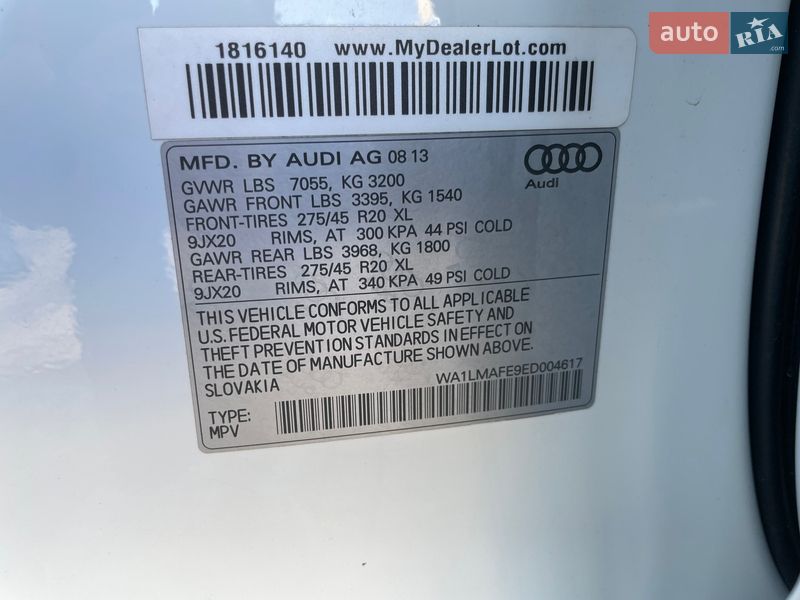 auto RIA .com
1816140 www.MyDealerLot.com
MFD. BY AUDI AG 08 13
Audi
GVWR LBS 7055, KG 3200
GAWR FRONT LBS 3395, KG 1540
FRONT-TIRES 275/45 R20 XL
9JX20 RIMS, AT 300 KPA 44 PSI COLD
GAWR REAR LBS 3968, KG 1800
REAR-TIRES 275/45 R20 XL
9JX20 RIMS, AT 340 KPA 49 PSI COLD
THIS VEHICLE CONFORMS TO ALL APPLICABLE
U.S. FEDERAL MOTOR VEHICLE SAFETY AND
THEFT PREVENTION STANDARDS IN EFFECT ON
THE DATE OF MANUFACTURE SHOWN ABOVE.
SLOVAKIA
WA1LMAFE9ED004617
TYPE:
MPV